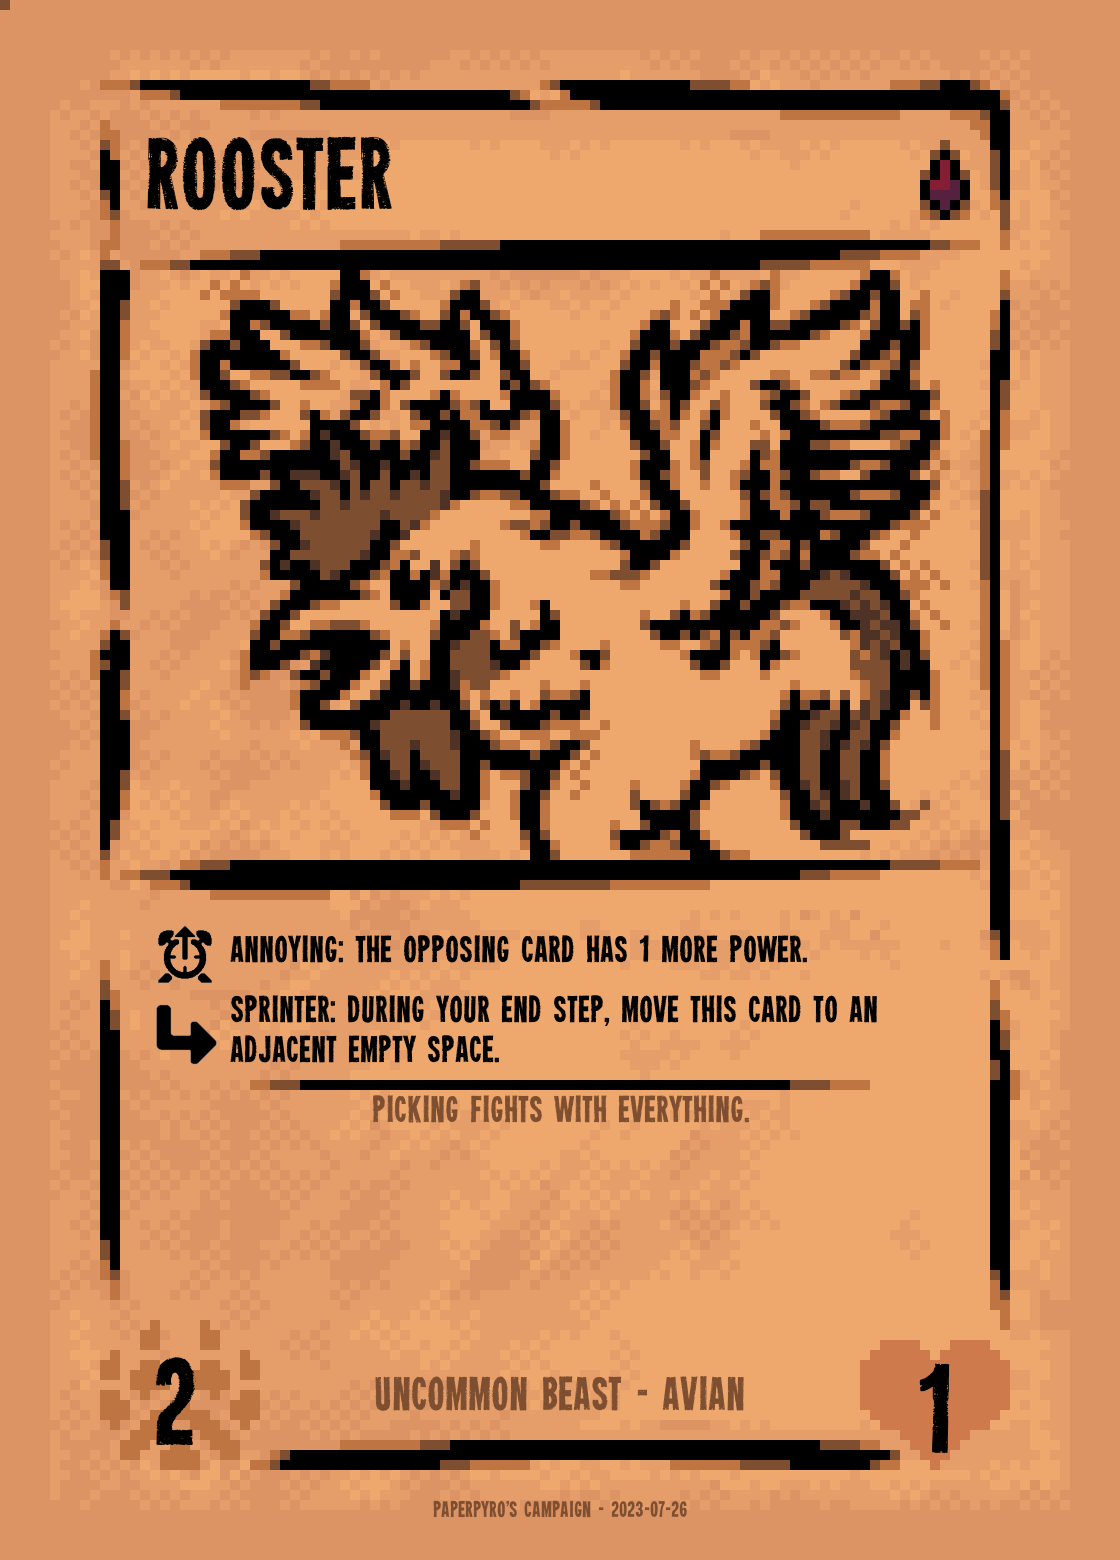 ROOSTER
ANNOYING: THE OPPOSING CARD HAS 1 MORE POWER.
SPRINTER: DURING YOUR END STEP, MOVE THIS CARD TO AN
ADJACENT EMPTY SPACE.
PICKING FIGHTS WITH EVERYTHING.
2
UNCOMMON BEAST - AVIAN
1
PAPERPYRO'S CAMPAIGN - 2023-07-26